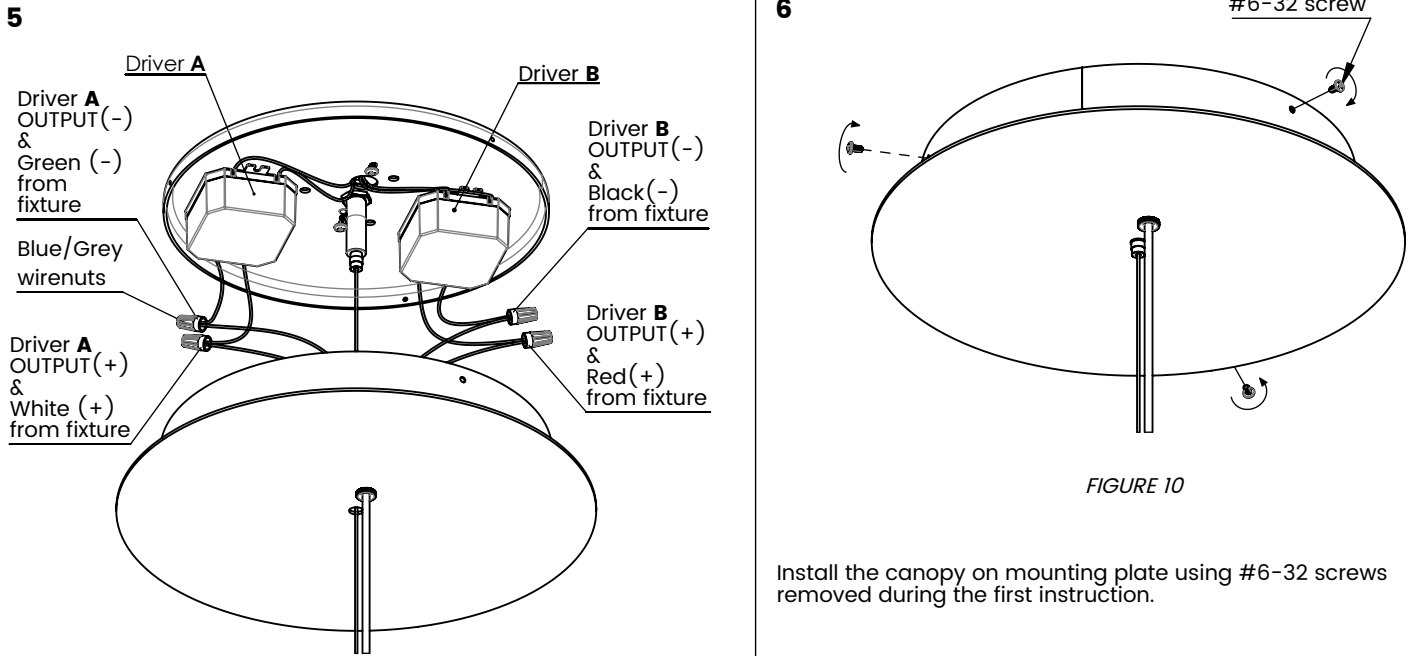 5
Driver A
Driver B
Driver A
OUTPUT(-)
&
Green (-)
from
fixture
Blue/Grey
wirenuts
Driver A
OUTPUT(+)
&
White (+)
from fixture
Driver B
OUTPUT(-)
&
Black(-)
from fixture
Driver B
OUTPUT(+)
&
Red(+)
from fixture
6
#6-32 screw
FIGURE 10
Install the canopy on mounting plate using #6-32 screws
removed during the first instruction.